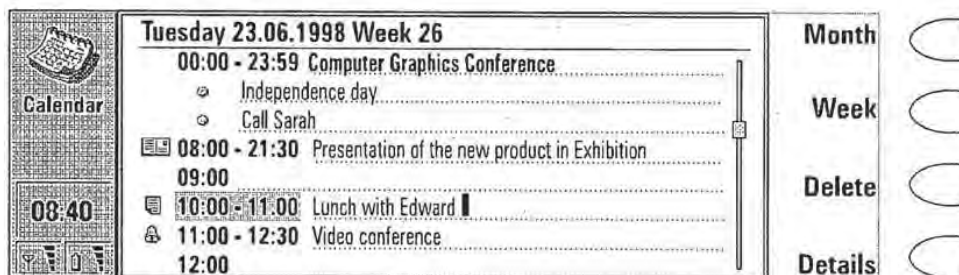 Calendar
08:40
Tuesday 23.06.1998 Week 26
00:00 - 23:59 Computer Graphics Conference
Independence day
Call Sarah
08:00 - 21:30 Presentation of the new product in Exhibition
09:00
10:00 - 11:00 Lunch with Edward
11:00 - 12:30 Video conference
12:00
Month
Week
Delete
Details